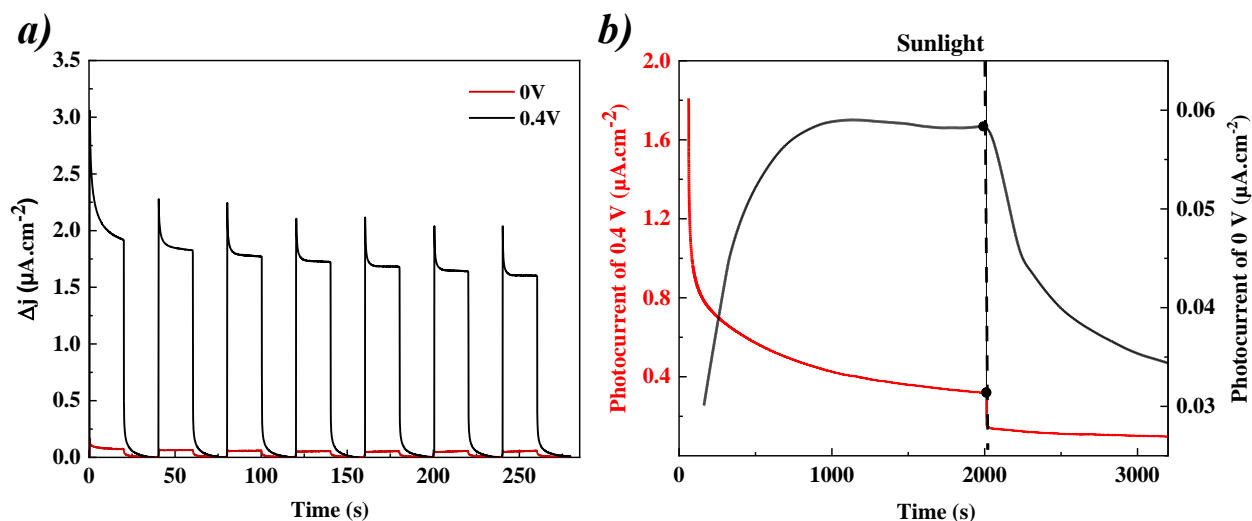 a)
3.5
3.0
2.5
2.0
1.5
1.0
0.5
0.0
Δj (µA.cm-2)
0V
0.4V
0 50 100 150 200 250
Time (s)
b)
Sunlight
2.0
1.6
1.2
0.8
0.4
Photocurrent of 0.4 V (µA.cm-2)
0.06
0.05
0.04
0.03
Photocurrent of 0 V (µA.cm-2)
0 1000 2000 3000
Time (s)